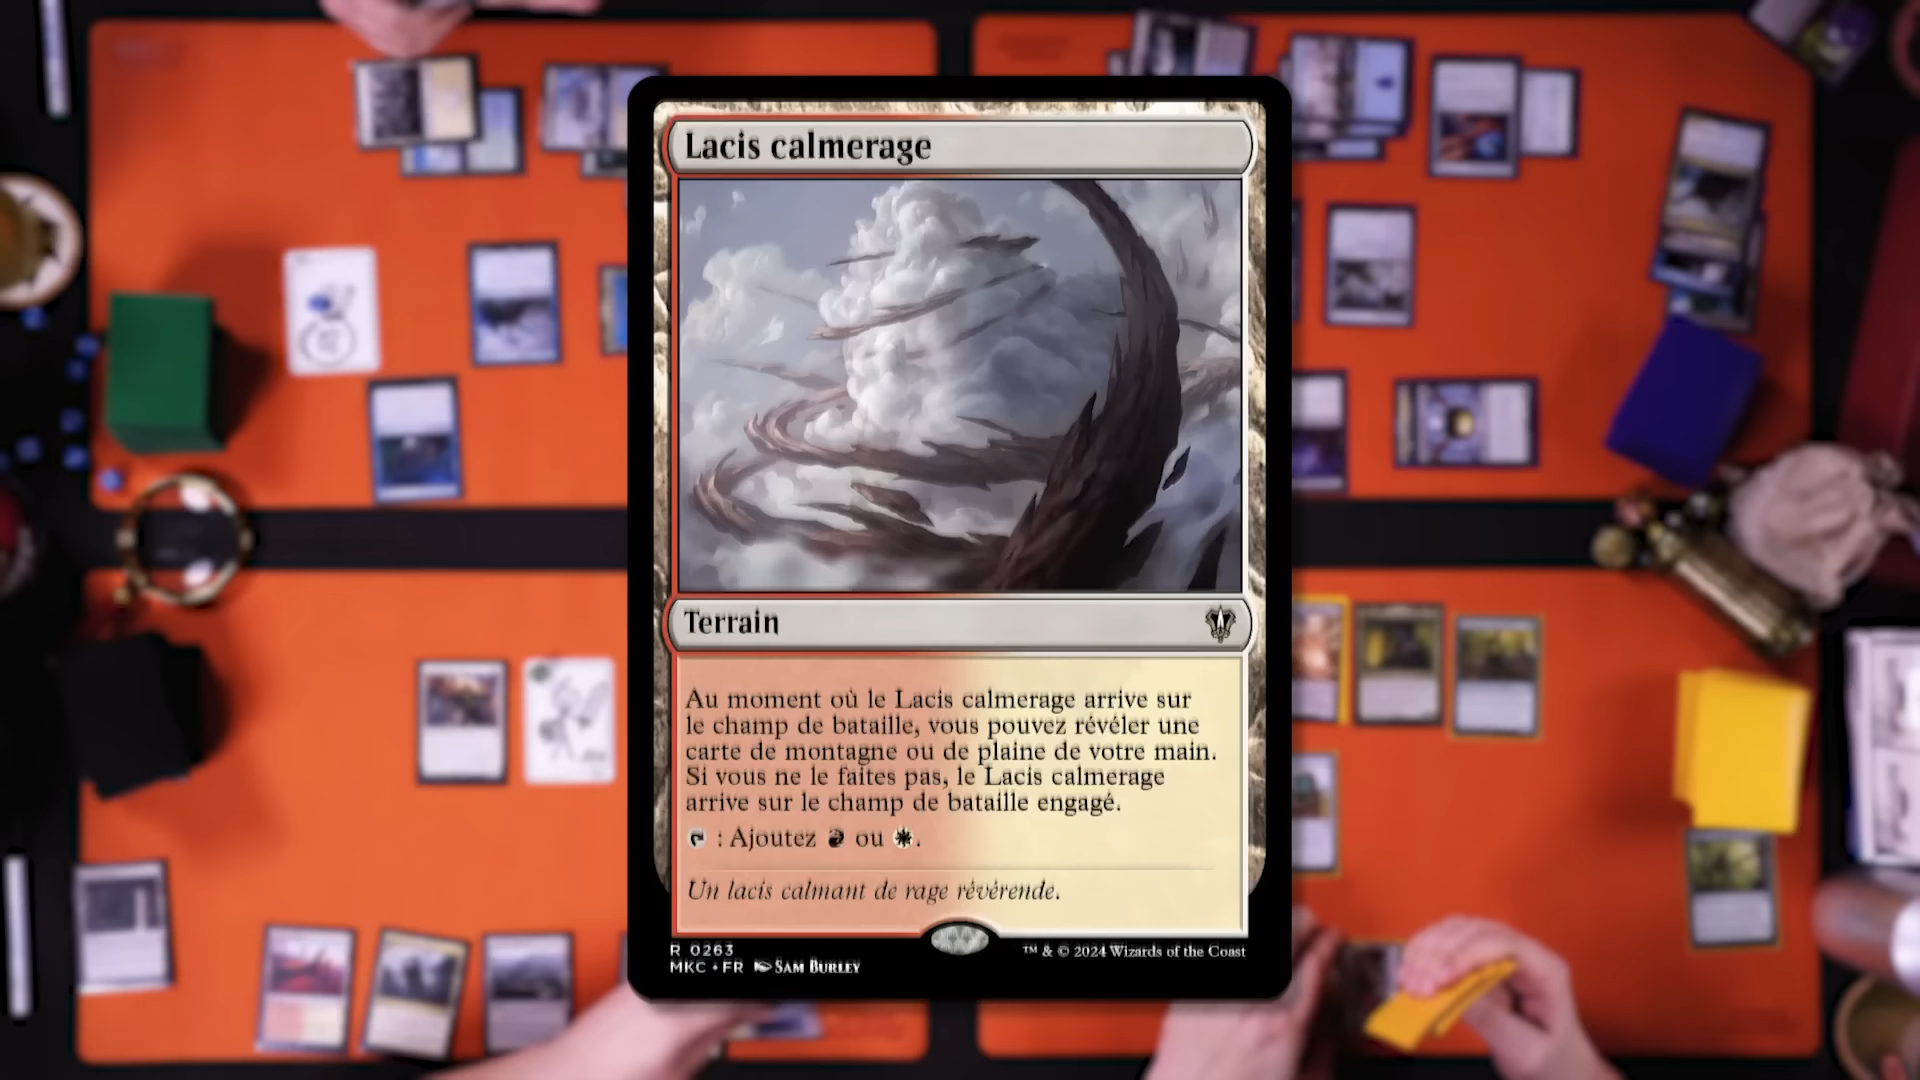 Lacis calmerage
Terrain
Au moment où le Lacis calmerage arrive sur
le champ de bataille, vous pouvez révéler une
carte de montagne ou de plaine de votre main.
Si vous ne le faites pas, le Lacis calmerage
arrive sur le champ de bataille engagé.
: Ajoutez ou .
Un lacis calmant de rage révérende.
R 0263
MKC • FR SAM BURLEY
™ & © 2024 Wizards of the Coast